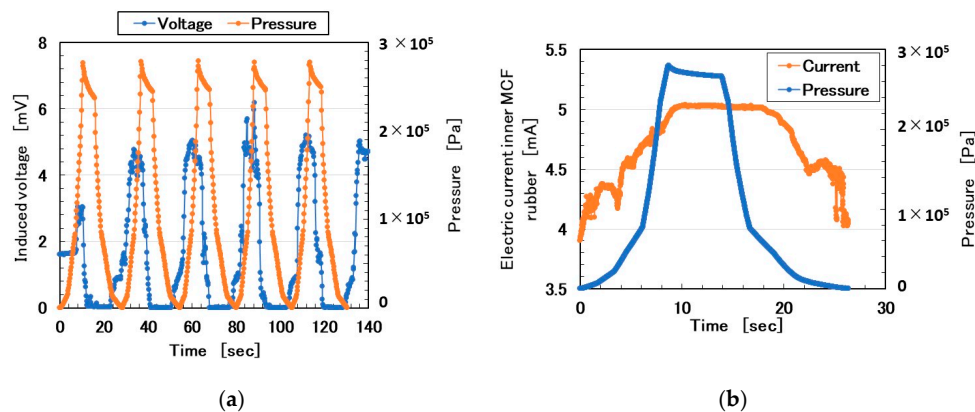 Voltage Pressure
8
6
4
2
0
Induced voltage [mV]
3×10⁵
2×10⁵
1×10⁵
0
Pressure [Pa]
0 20 40 60 80 100 120 140
Time [sec]
(a)
5.5
5
4.5
4
3.5
Electric current inner MCF
rubber [mA]
Current
Pressure
3×10⁵
2×10⁵
1×10⁵
0
Pressure [Pa]
0 10 20 30
Time [sec]
(b)